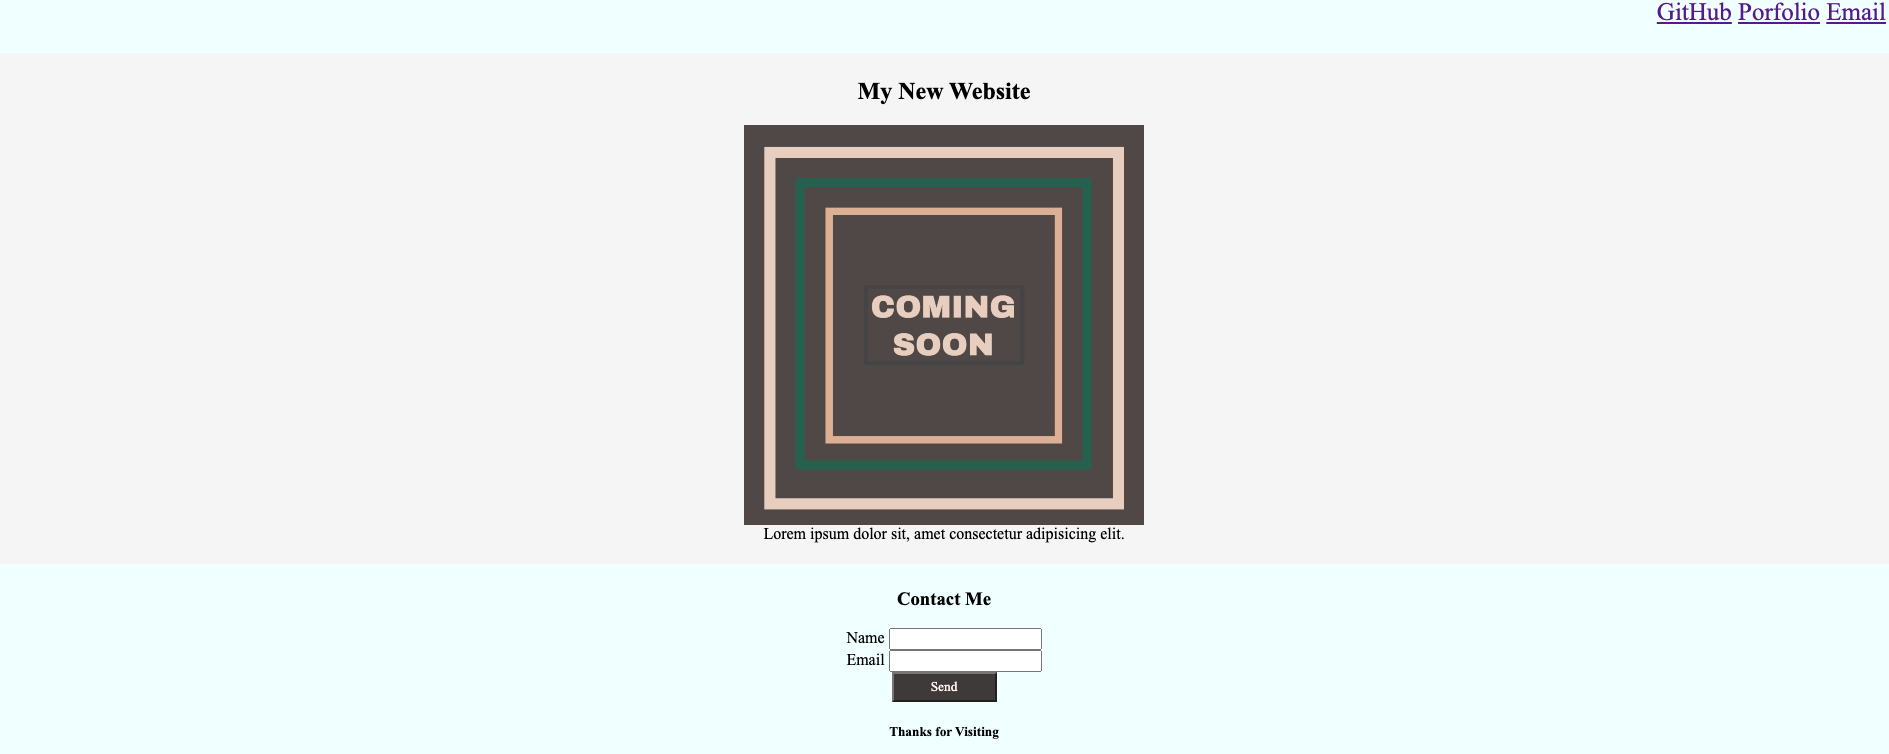 GitHub Porfolio Email
My New Website
COMING
SOON
Lorem ipsum dolor sit, amet consectetur adipisicing elit.
Contact Me
Name
Email
Send
Thanks for Visiting